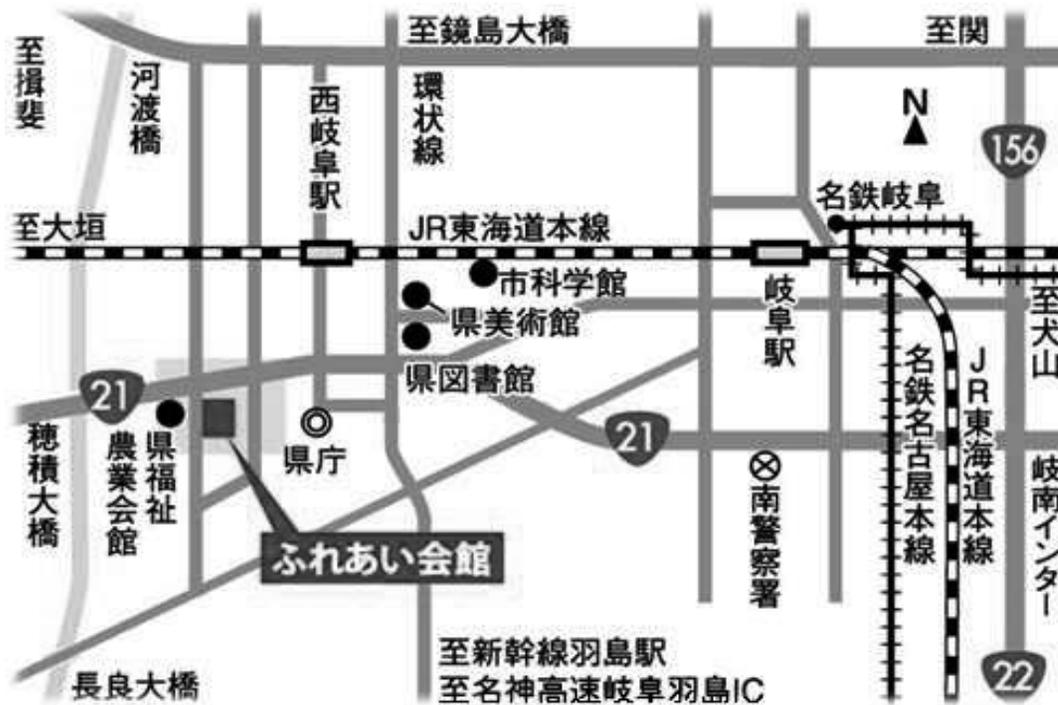 至鏡島大橋
至関
至揖斐
河渡橋
西岐阜駅
環状線
N
156
名鉄岐阜
至大垣
JR東海道本線
市科学館
県美術館
岐阜駅
至犬山
県図書館
21
県福祉
農業会館
穂積大橋
県庁
21
南警察署
名鉄名古屋本線
JR東海道本線
岐南インター
ふれあい会館
長良大橋
至新幹線羽島駅
至名神高速岐阜羽島IC
22